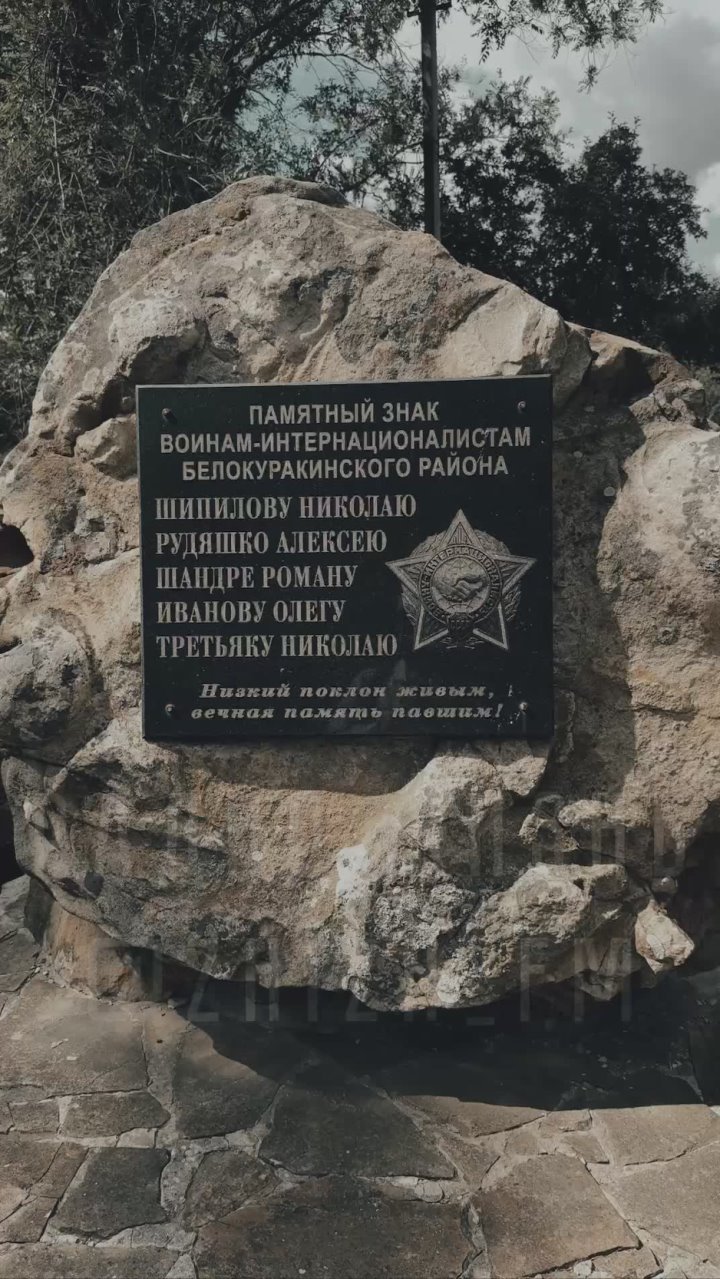 ПАМЯТНЫЙ ЗНАК
ВОИНАМ-ИНТЕРНАЦИОНАЛИСТАМ
БЕЛОКУРАКИНСКОГО РАЙОНА
ШИПИЛОВУ НИКОЛАЮ
РУДЯШКО АЛЕКСЕЮ
ШАНДРЕ РОМАНУ
ИВАНОВУ ОЛЕГУ
ТРЕТЬЯКУ НИКОЛАЮ
Низкий поклон живым,
вечная память павшим!